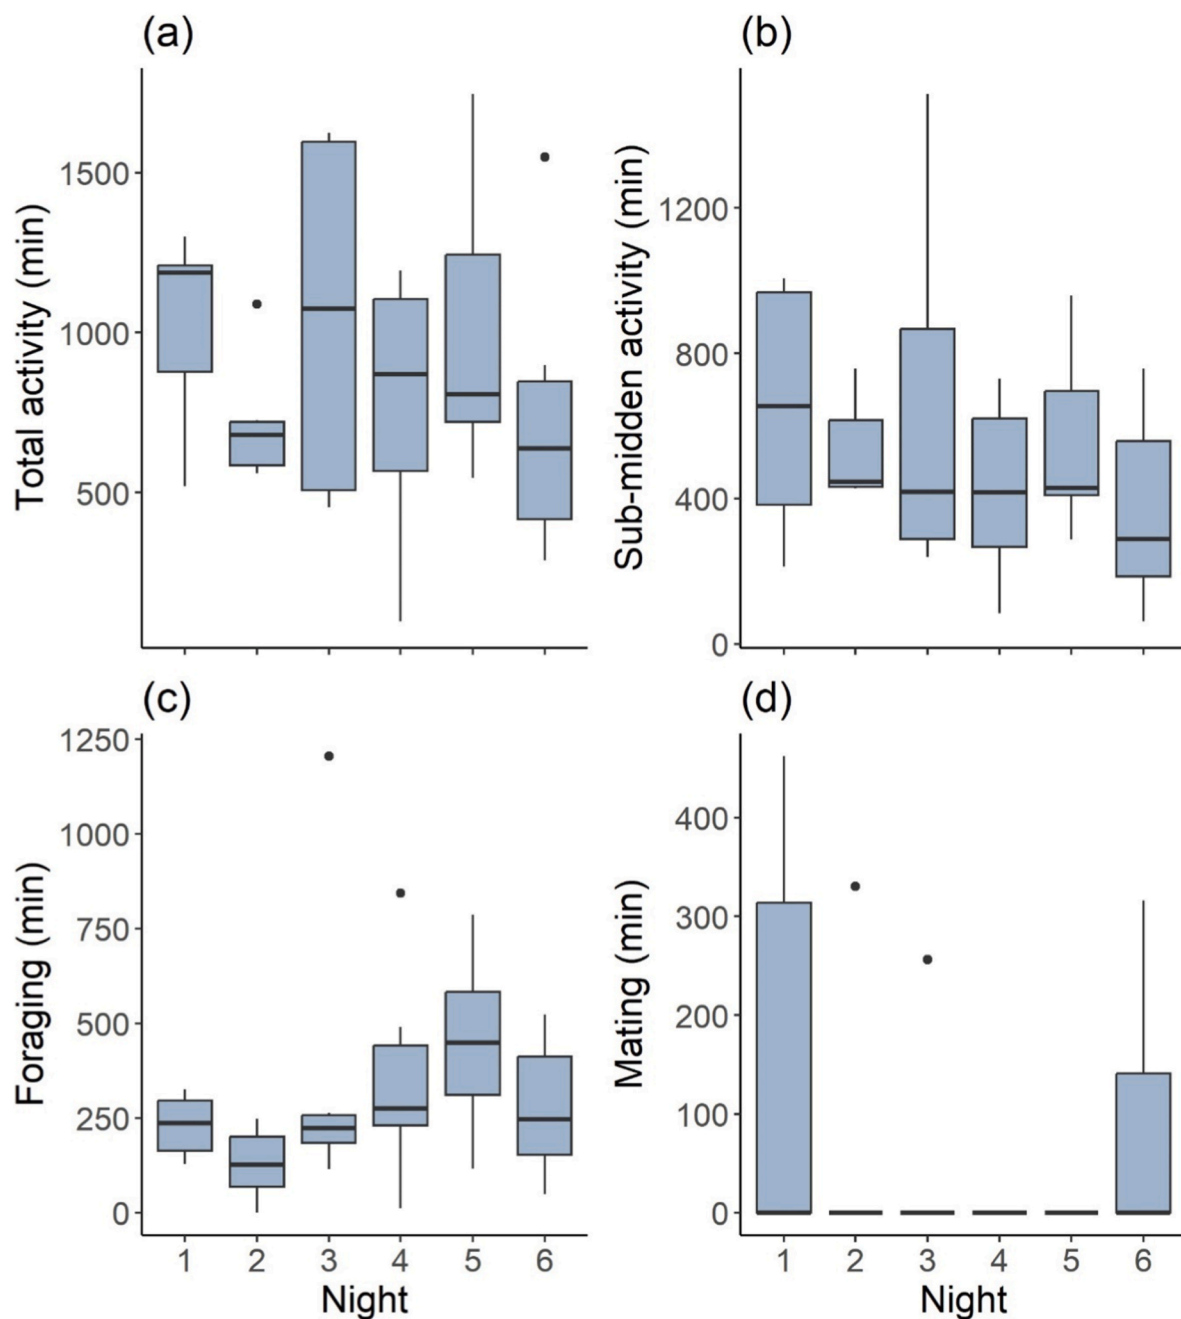 (a)
Total activity (min)
1500
1000
500
(b)
Sub-midden activity (min)
1200
800
400
0
(c)
Foraging (min)
1250
1000
750
500
250
0
1 2 3 4 5 6
Night
(d)
Mating (min)
400
300
200
100
0
1 2 3 4 5 6
Night